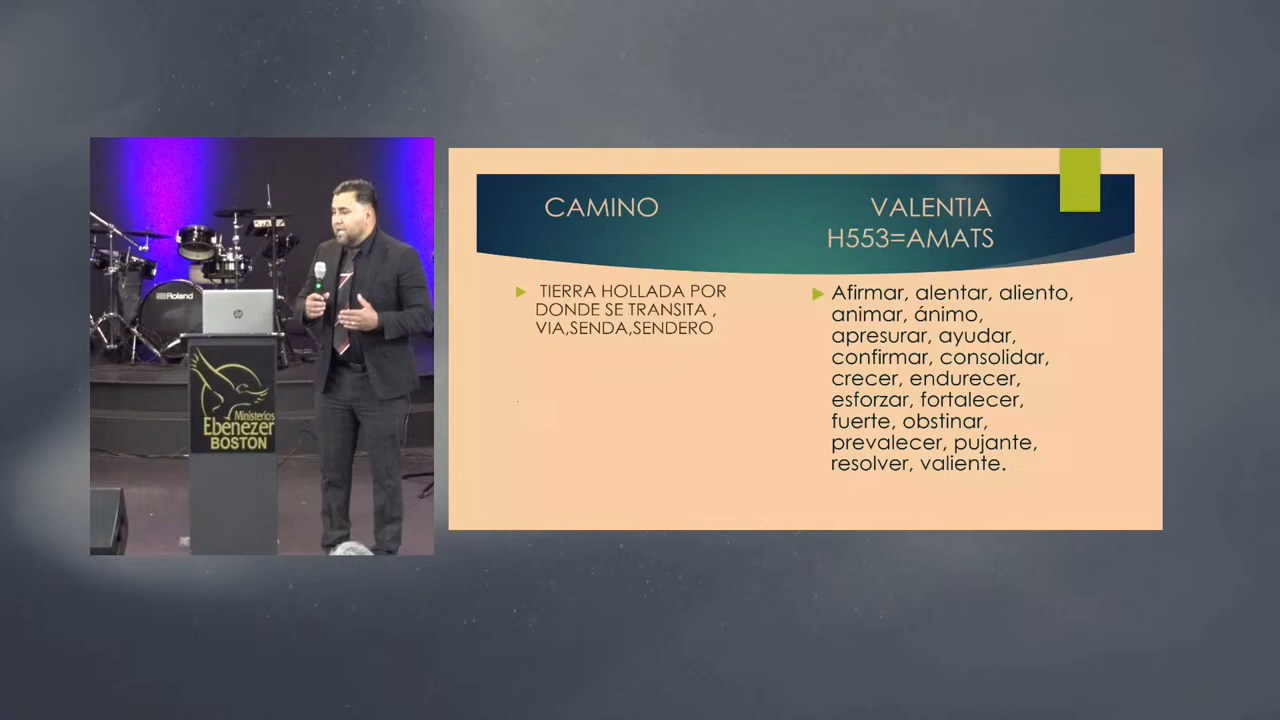 CAMINO
VALENTIA
H553=AMATS
TIERRA HOLLADA POR
DONDE SE TRANSITA ,
VIA,SENDA,SENDERO
Afirmar, alentar, aliento,
animar, ánimo,
apresurar, ayudar,
confirmar, consolidar,
crecer, endurecer,
esforzar, fortalecer,
fuerte, obstinar,
prevalecer, pujante,
resolver, valiente.
Roland
hp
Ministerios
Ebenezer
BOSTON